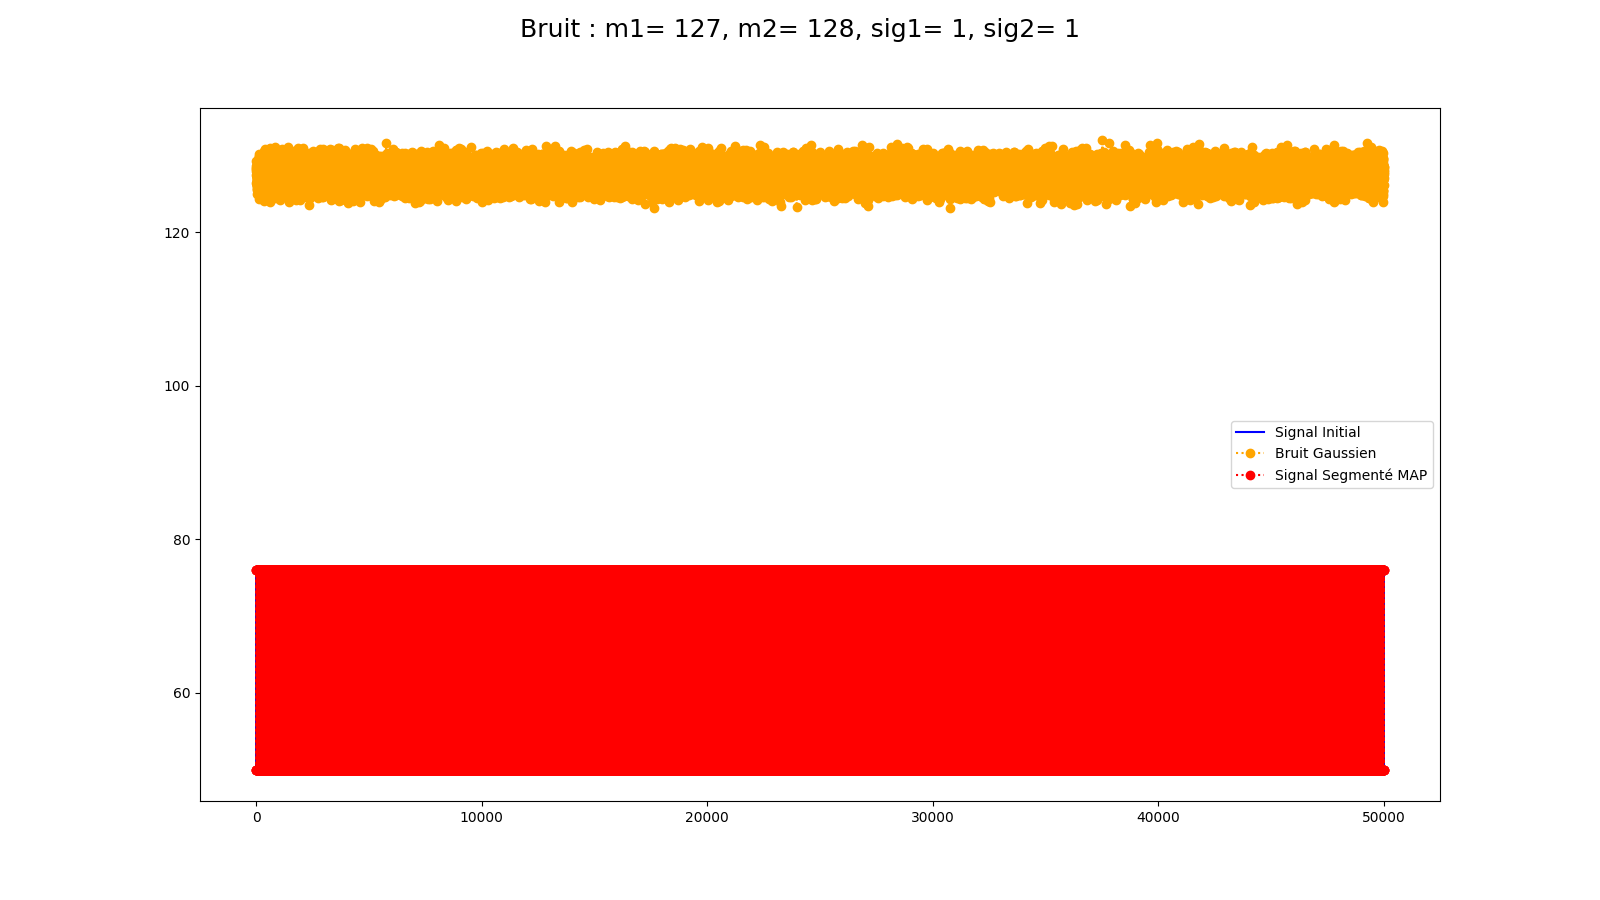 Bruit : m1= 127, m2= 128, sig1= 1, sig2= 1
120
100
80
60
Signal Initial
Bruit Gaussien
Signal Segmenté MAP
0 10000 20000 30000 40000 50000